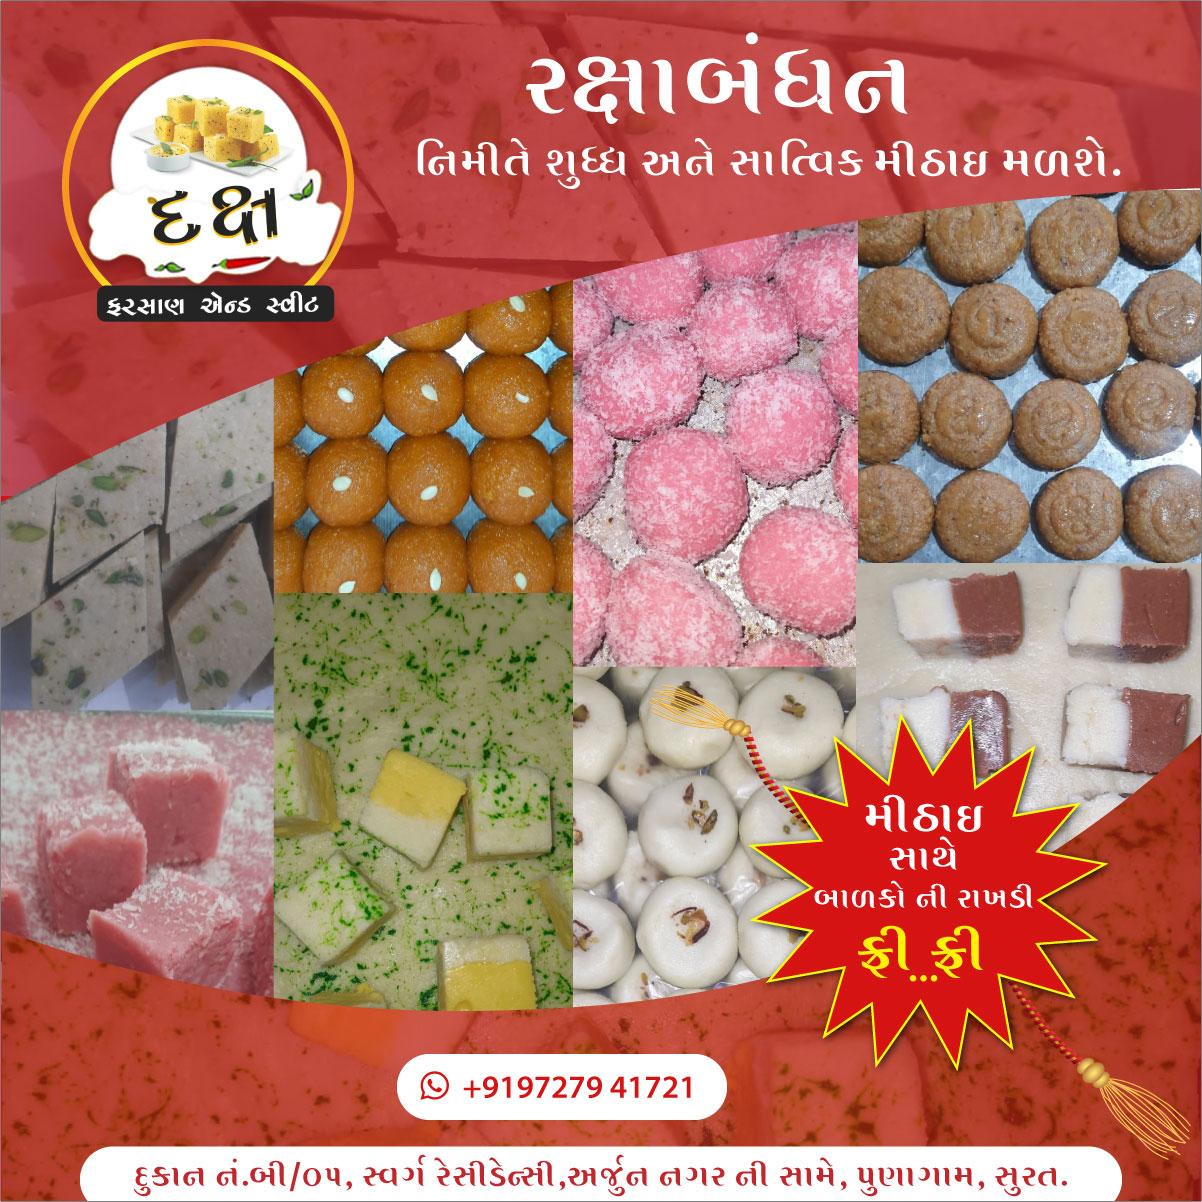 રક્ષાબંધન
નિમીતે શુધ્ધ અને સાત્વિક મીઠાઇ મળશે.
દક્ષ
ફરસાણ એન્ડ સ્વીટ
મીઠાઇ
સાથે
બાળકો ની રાખડી
ફ્રી...ફ્રી
+9197279 41721
દુકાન નં.બી/૦૫, સ્વર્ગ રેસીડેન્સી,અર્જુન નગર ની સામે, પુણાગામ, સુરત.